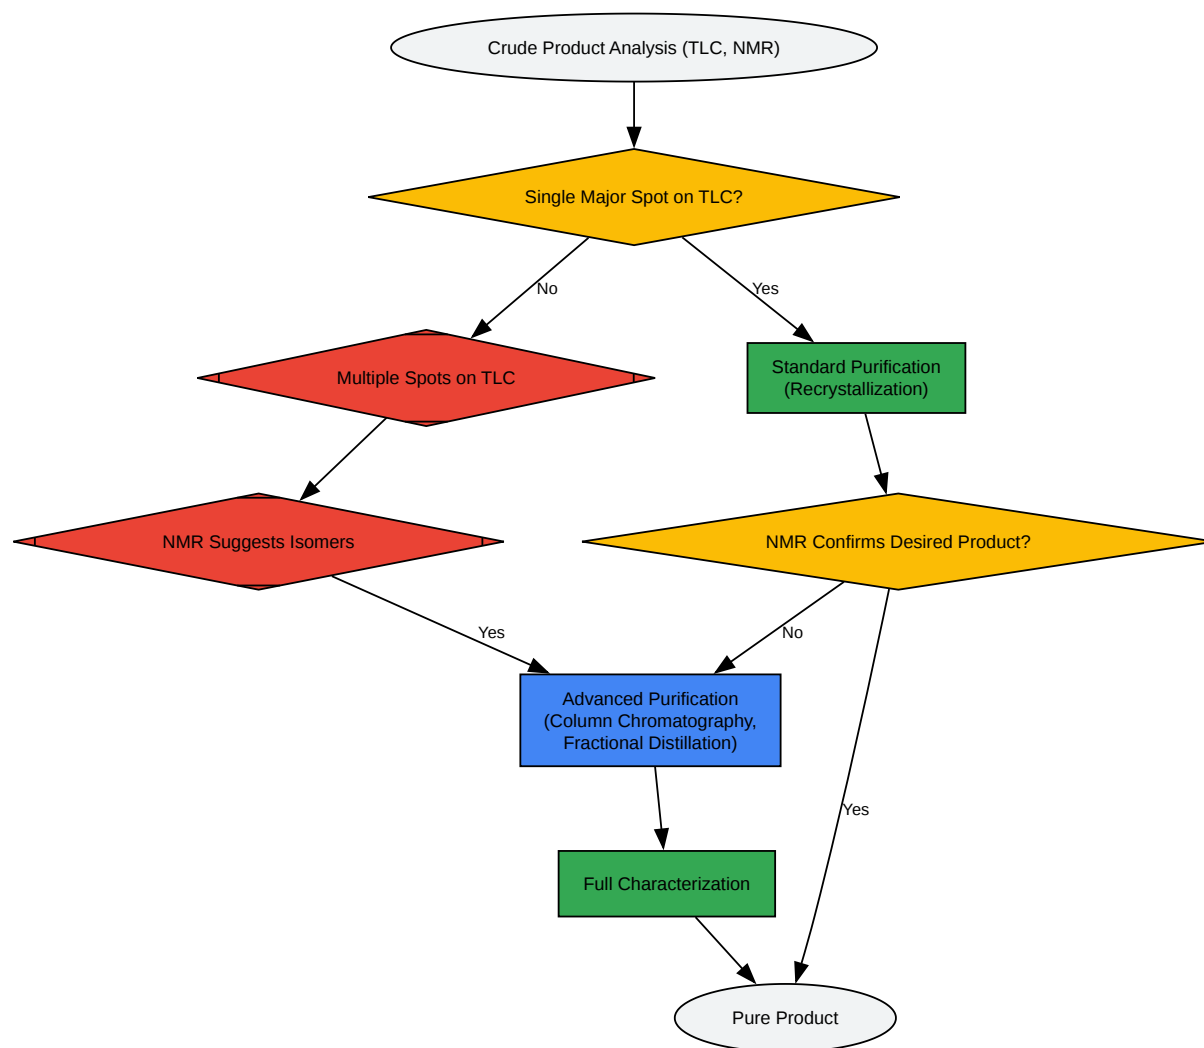 Crude Product Analysis (TLC, NMR)
Single Major Spot on TLC?
No
Yes
Multiple Spots on TLC
Standard Purification
(Recrystallization)
NMR Suggests Isomers
NMR Confirms Desired Product?
Yes
No
Advanced Purification
(Column Chromatography,
Fractional Distillation)
Yes
Full Characterization
Pure Product